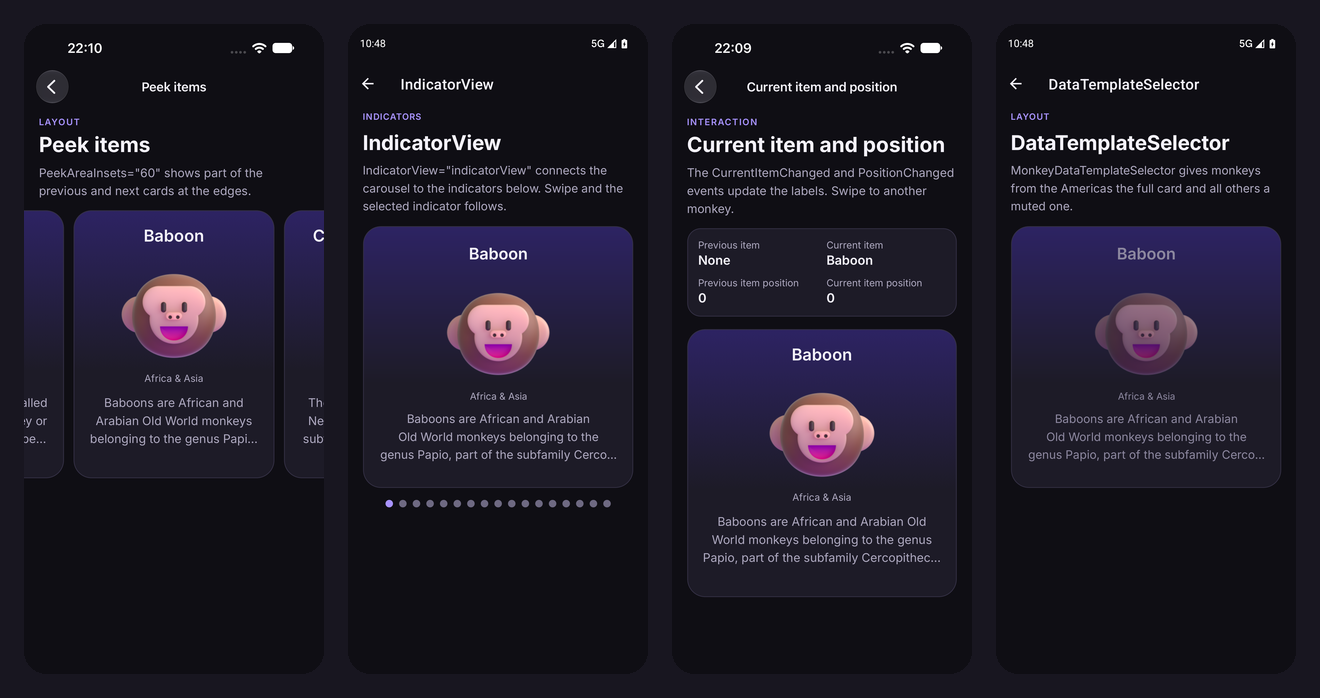 22:10
Peek items
LAYOUT
Peek items
PeekAreaInsets="60" shows part of the
previous and next cards at the edges.
Baboon
C
Africa & Asia
alled
ey or
be...
Baboons are African and
Arabian Old World monkeys
belonging to the genus Papi...
The
Ne
sub
10:48
5G
IndicatorView
INDICATORS
IndicatorView
IndicatorView="indicatorView" connects the
carousel to the indicators below. Swipe and the
selected indicator follows.
Baboon
Africa & Asia
Baboons are African and Arabian
Old World monkeys belonging to the
genus Papio, part of the subfamily Cerco...
22:09
Current item and position
INTERACTION
Current item and position
The CurrentItemChanged and PositionChanged
events update the labels. Swipe to another
monkey.
Previous item
None
Current item
Baboon
Previous item position
0
Current item position
0
Baboon
Africa & Asia
Baboons are African and Arabian Old
World monkeys belonging to the genus
Papio, part of the subfamily Cercopithec...
10:48
5G
DataTemplateSelector
LAYOUT
DataTemplateSelector
MonkeyDataTemplateSelector gives monkeys
from the Americas the full card and all others a
muted one.
Baboon
Africa & Asia
Baboons are African and Arabian
Old World monkeys belonging to the
genus Papio, part of the subfamily Cerco...